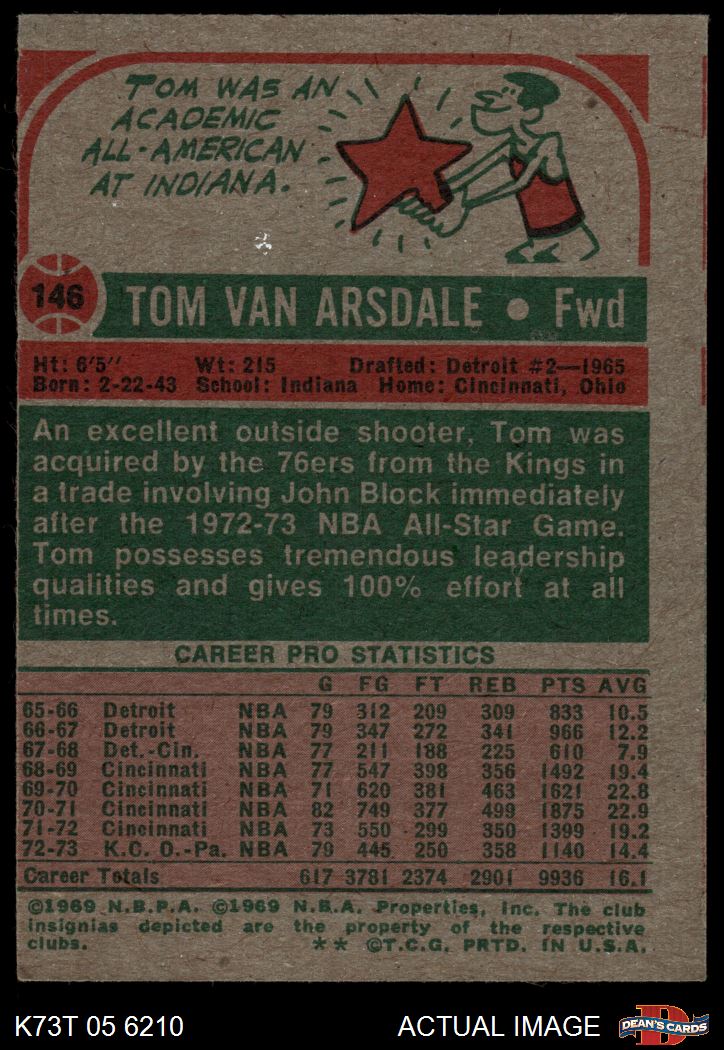 TOM WAS AN
ACADEMIC
ALL-AMERICAN
AT INDIANA.
146 TOM VAN ARSDALE • Fwd
Ht: 6'5'' Wt: 215 Drafted: Detroit #2—1965
Born: 2-22-43 School: Indiana Home: Cincinnati, Ohio
An excellent outside shooter, Tom was
acquired by the 76ers from the Kings in
a trade involving John Block immediately
after the 1972-73 NBA All-Star Game.
Tom possesses tremendous leadership
qualities and gives 100% effort at all
times.
CAREER PRO STATISTICS
G FG FT REB PTS AVG
65-66 Detroit NBA 79 312 209 309 833 10.5
66-67 Detroit NBA 79 347 272 341 966 12.2
67-68 Det.-Cin. NBA 77 211 188 225 610 7.9
68-69 Cincinnati NBA 77 547 398 356 1492 19.4
69-70 Cincinnati NBA 71 620 381 463 1621 22.8
70-71 Cincinnati NBA 82 749 377 499 1875 22.9
71-72 Cincinnati NBA 73 550 299 350 1399 19.2
72-73 K.C. O.-Pa. NBA 79 445 250 358 1140 14.4
Career Totals 617 3781 2374 2901 9936 16.1
©1969 N.B.P.A. ©1969 N.B.A. Properties, Inc. The club
insignias depicted are the property of the respective
clubs. ** ©T.C.G. PRTD. IN U.S.A.
K73T 05 6210 ACTUAL IMAGE D DEAN'S CARDS